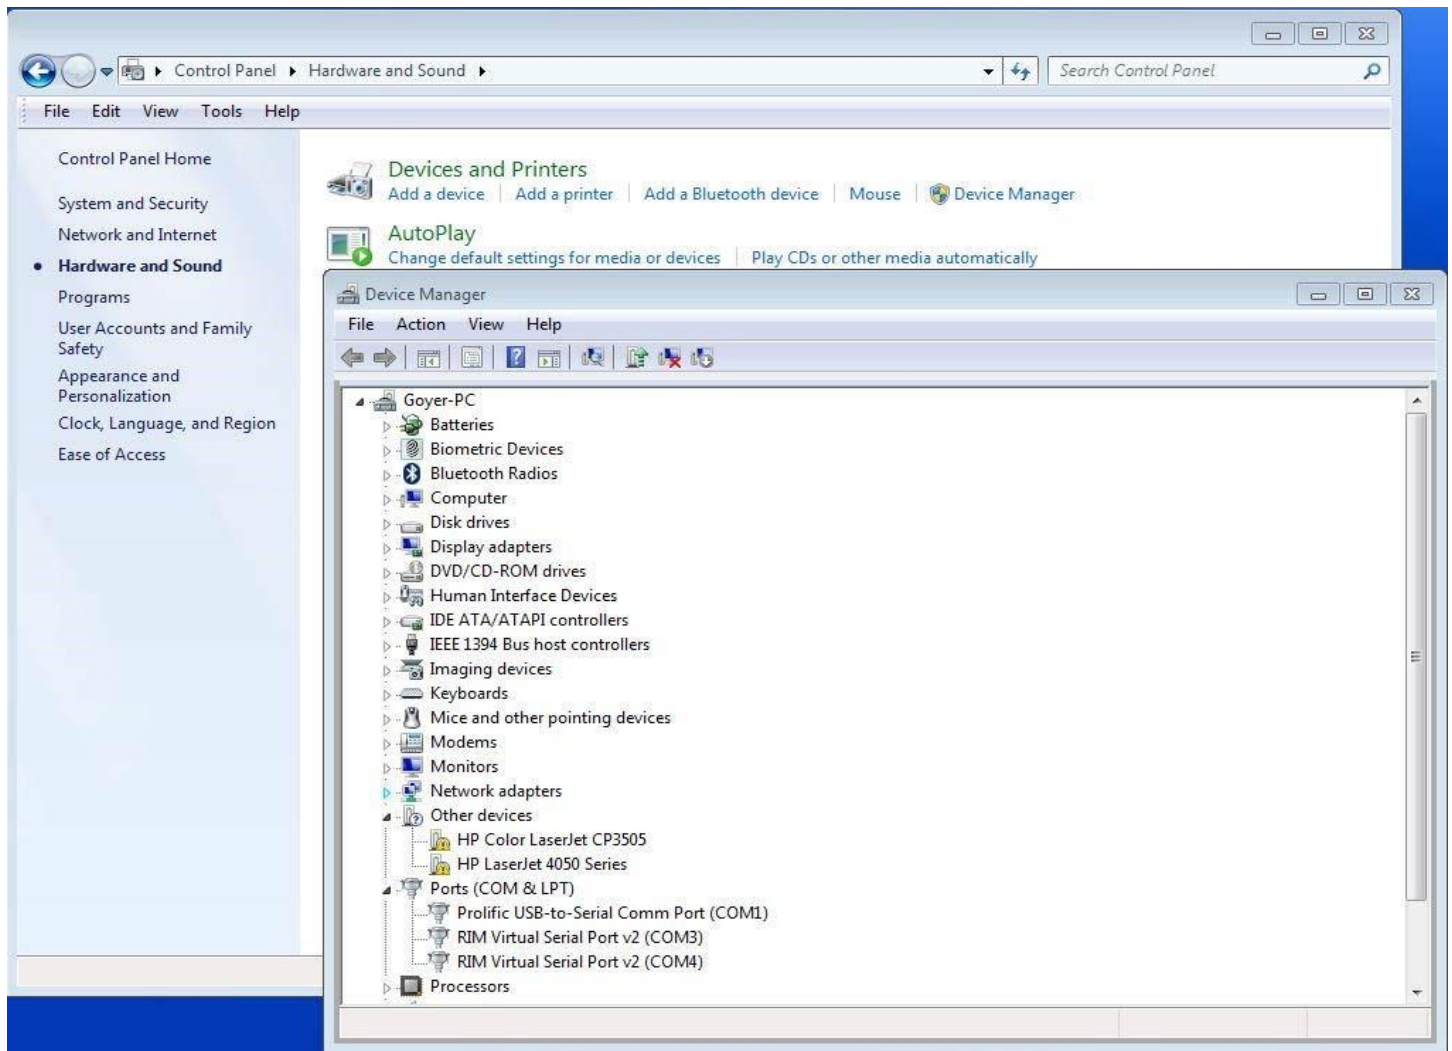 Control Panel Hardware and Sound Search Control Panel
File Edit View Tools Help
Control Panel Home
System and Security
Network and Internet
Hardware and Sound
Programs
User Accounts and Family
Safety
Appearance and
Personalization
Clock, Language, and Region
Ease of Access
Devices and Printers
Add a device Add a printer Add a Bluetooth device Mouse Device Manager
AutoPlay
Change default settings for media or devices Play CDs or other media automatically
Device Manager
File Action View Help
Goyer-PC
Batteries
Biometric Devices
Bluetooth Radios
Computer
Disk drives
Display adapters
DVD/CD-ROM drives
Human Interface Devices
IDE ATA/ATAPI controllers
IEEE 1394 Bus host controllers
Imaging devices
Keyboards
Mice and other pointing devices
Modems
Monitors
Network adapters
Other devices
HP Color LaserJet CP3505
HP LaserJet 4050 Series
Ports (COM & LPT)
Prolific USB-to-Serial Comm Port (COM1)
RIM Virtual Serial Port v2 (COM3)
RIM Virtual Serial Port v2 (COM4)
Processors